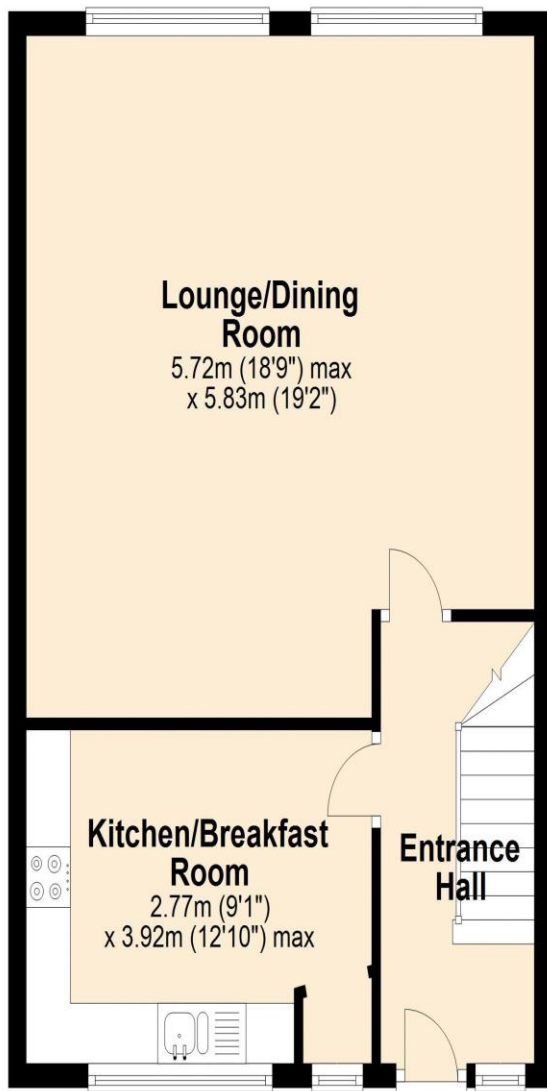 Lounge/Dining
Room
5.72m (18'9") max
x 5.83m (19'2")
Kitchen/Breakfast
Room
2.77m (9'1")
x 3.92m (12'10") max
Entrance
Hall